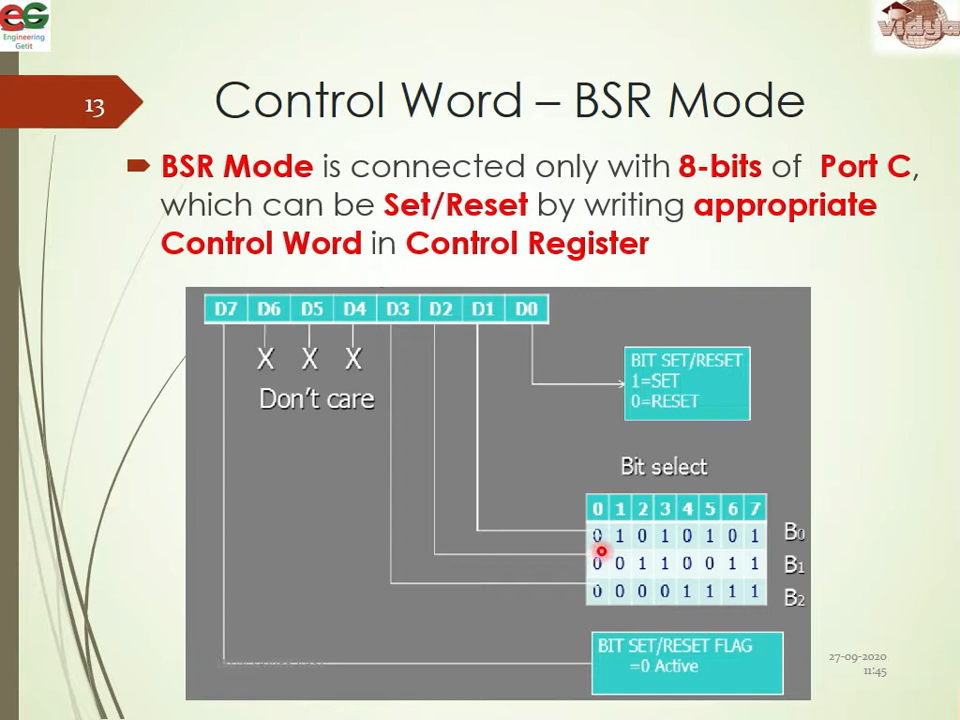 EG
Engineering
Getit
Vidya
13
Control Word – BSR Mode
BSR Mode is connected only with 8-bits of Port C,
which can be Set/Reset by writing appropriate
Control Word in Control Register
D7 D6 D5 D4 D3 D2 D1 D0
X X X
Don't care
BIT SET/RESET
1=SET
0=RESET
Bit select
0 1 2 3 4 5 6 7
0 1 0 1 0 1 0 1 B0
0 0 1 1 0 0 1 1 B1
0 0 0 0 1 1 1 1 B2
BIT SET/RESET FLAG
=0 Active
27-09-2020
11:45